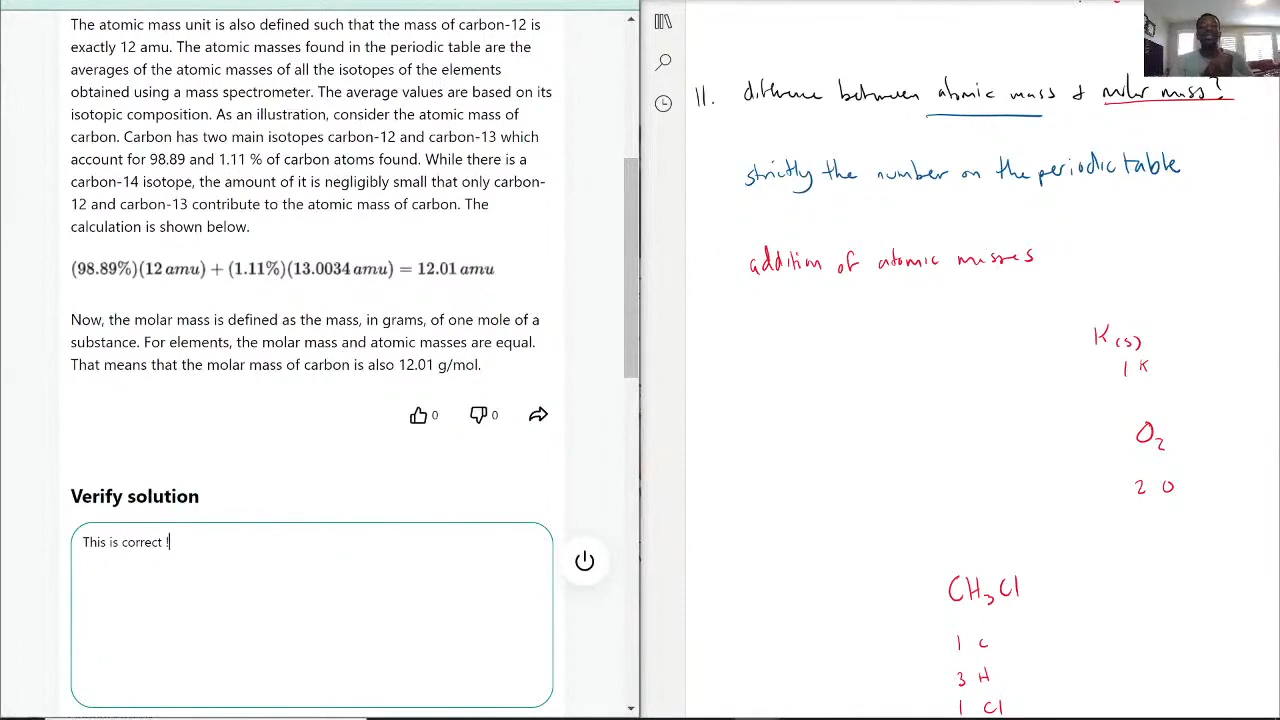 The atomic mass unit is also defined such that the mass of carbon-12 is
exactly 12 amu. The atomic masses found in the periodic table are the
averages of the atomic masses of all the isotopes of the elements
obtained using a mass spectrometer. The average values are based on its
isotopic composition. As an illustration, consider the atomic mass of
carbon. Carbon has two main isotopes carbon-12 and carbon-13 which
account for 98.89 and 1.11 % of carbon atoms found. While there is a
carbon-14 isotope, the amount of it is negligibly small that only carbon-
12 and carbon-13 contribute to the atomic mass of carbon. The
calculation is shown below.
(98.89%)(12 amu) + (1.11%)(13.0034 amu) = 12.01 amu
Now, the molar mass is defined as the mass, in grams, of one mole of a
substance. For elements, the molar mass and atomic masses are equal.
That means that the molar mass of carbon is also 12.01 g/mol.
0 0
Verify solution
This is correct !
11. difference between atomic mass & molar mass?
strictly the number on the periodic table
addition of atomic masses
K(s)
1 K
O2
2 O
CH3Cl
1 C
3 H
1 Cl